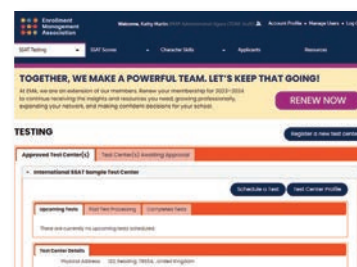 Enrollment
Management
Association
Welcome, Kathy Martin
Account Profile
Manage Users
Log
SSAT Testing
SSAT Scores
Character Skills
Applicants
Resources
TOGETHER, WE MAKE A POWERFUL TEAM. LET'S KEEP THAT GOING!
At EMA, we are an extension of our members. Renew your membership for 2023-2024
to continue receiving the insights and resources you need, growing professionally,
expanding your network, and making confident decisions for your school.
RENEW NOW
TESTING
Register a new test center
Approved Test Center(s)
Test Center(s) Awaiting Approval
International SSAT Sample Test Center
Schedule a Test
Test Center Profile
Upcoming Tests
Post Test Processing
Completed Tests
There are currently no upcoming tests scheduled.
Test Center Details
Physical Address
United Kingdom